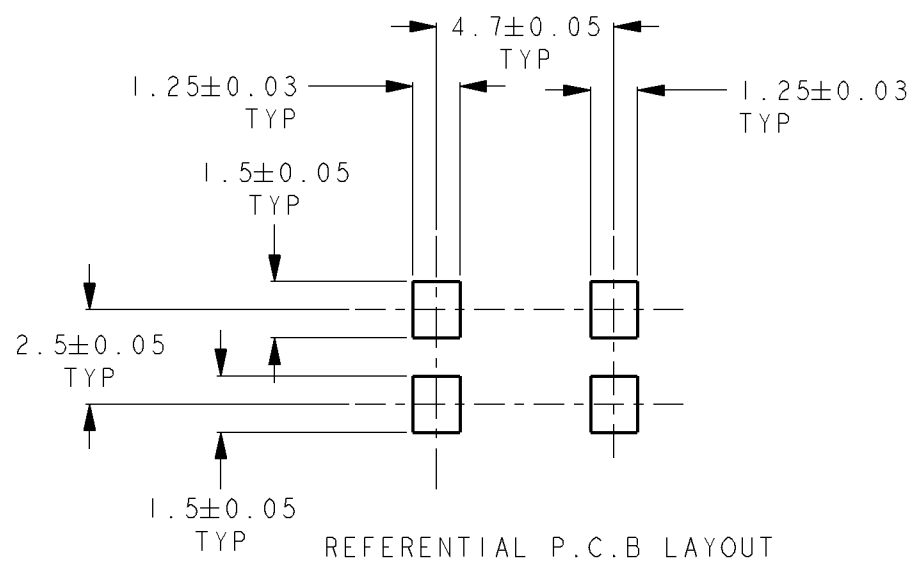 4.7±0.05
TYP
1.25±0.03
TYP
1.25±0.03
TYP
1.5±0.05
TYP
2.5±0.05
TYP
1.5±0.05
TYP
REFERENTIAL P.C.B LAYOUT